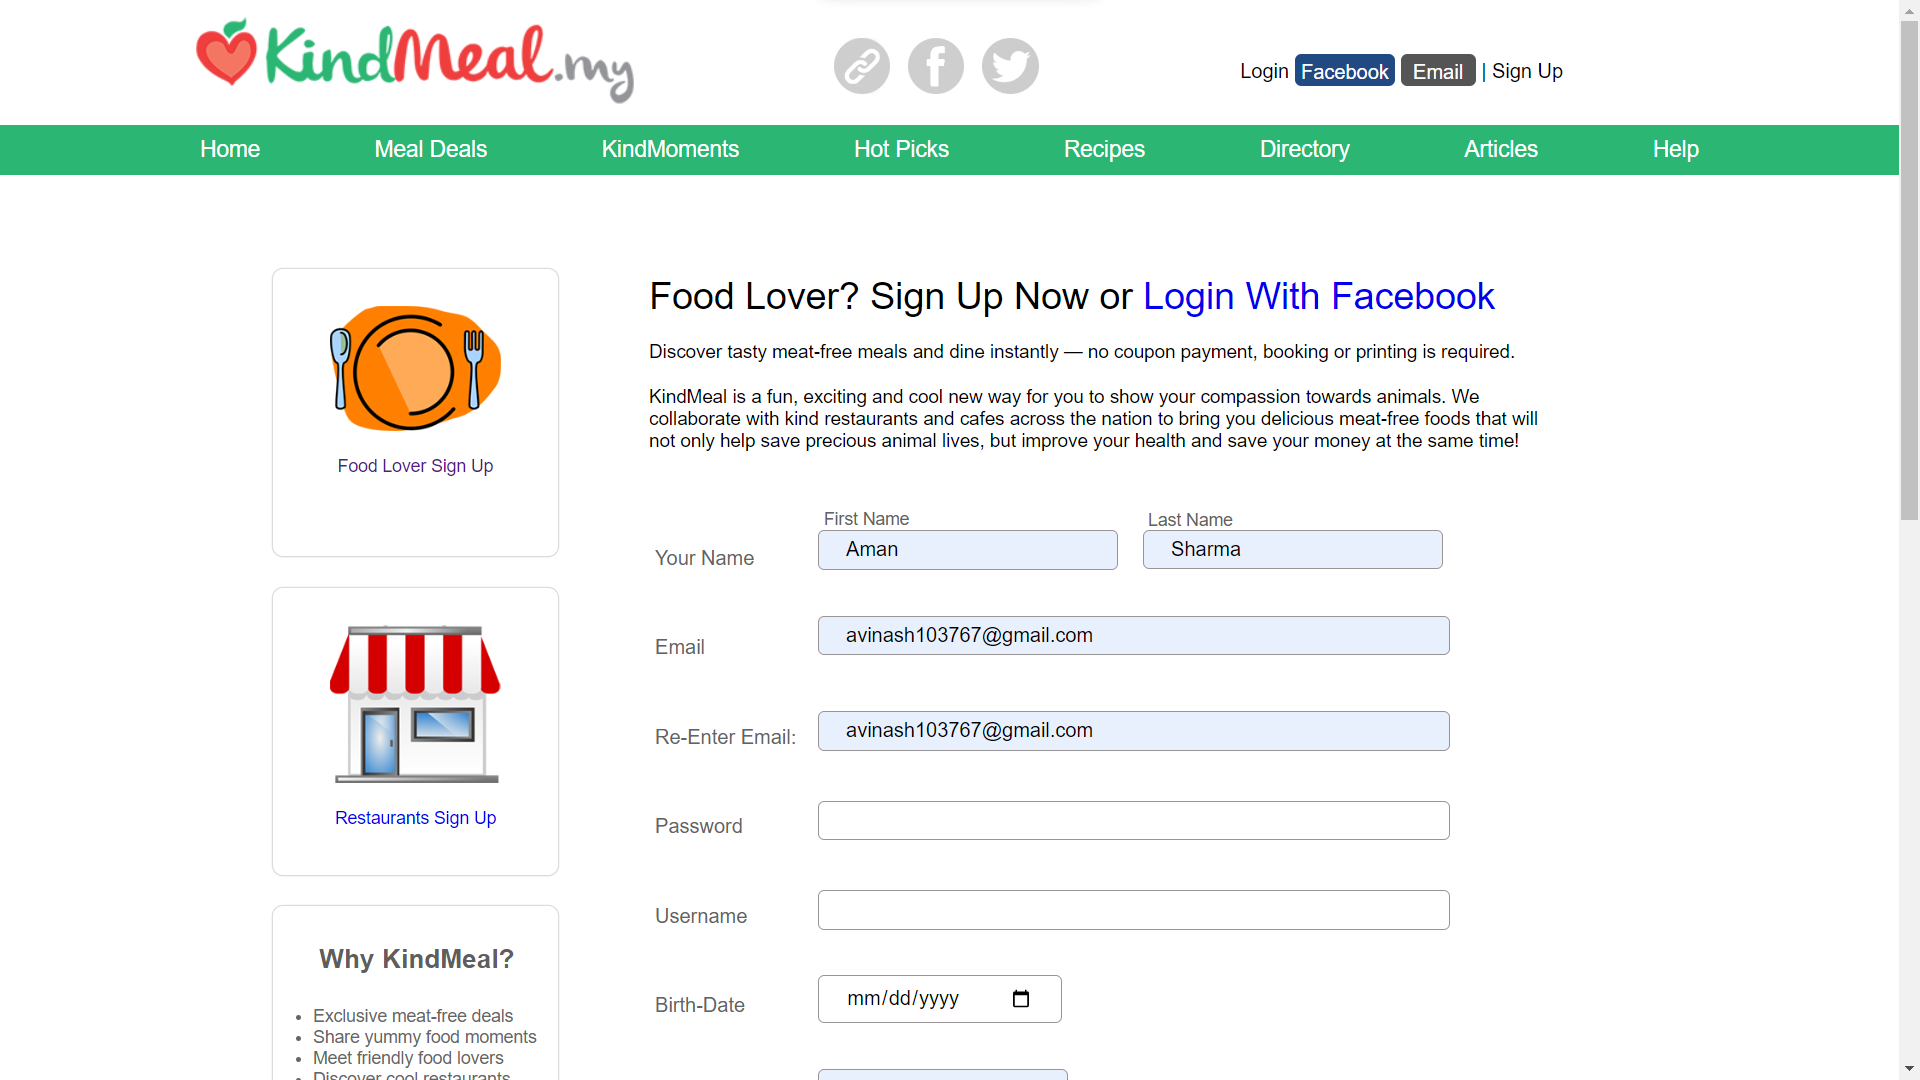 KindMeal.my
Login Facebook Email | Sign Up
Home Meal Deals KindMoments Hot Picks Recipes Directory Articles Help
Food Lover Sign Up
Restaurants Sign Up
Why KindMeal?
• Exclusive meat-free deals
• Share yummy food moments
• Meet friendly food lovers
• Discover cool restaurants
Food Lover? Sign Up Now or Login With Facebook
Discover tasty meat-free meals and dine instantly — no coupon payment, booking or printing is required.
KindMeal is a fun, exciting and cool new way for you to show your compassion towards animals. We
collaborate with kind restaurants and cafes across the nation to bring you delicious meat-free foods that will
not only help save precious animal lives, but improve your health and save your money at the same time!
First Name Last Name
Your Name Aman Sharma
Email avinash103767@gmail.com
Re-Enter Email: avinash103767@gmail.com
Password
Username
Birth-Date mm/dd/yyyy